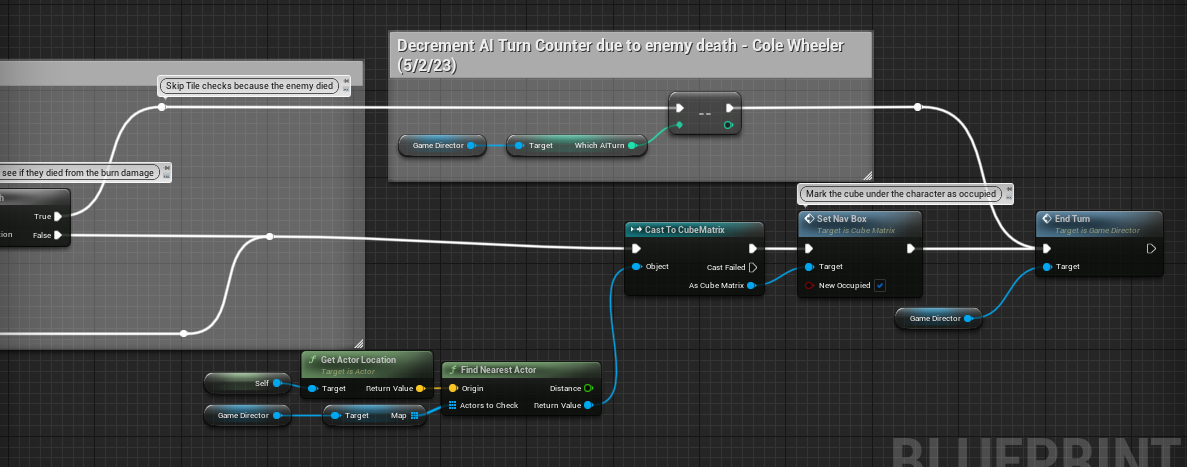 Decrement AI Turn Counter due to enemy death - Cole Wheeler
(5/2/23)
Skip Tile checks because the enemy died
--
Game Director
Target
Which AITurn
see if they died from the burn damage
True
False
Mark the cube under the character as occupied
Cast To CubeMatrix
Object
Cast Failed
As Cube Matrix
Set Nav Box
Target is Cube Matrix
Target
New Occupied
End Turn
Target is Game Director
Target
Game Director
Get Actor Location
Target is Actor
Self
Target
Return Value
Game Director
Target
Map
Find Nearest Actor
Origin
Distance
Actors to Check
Return Value
BLUEPRINT